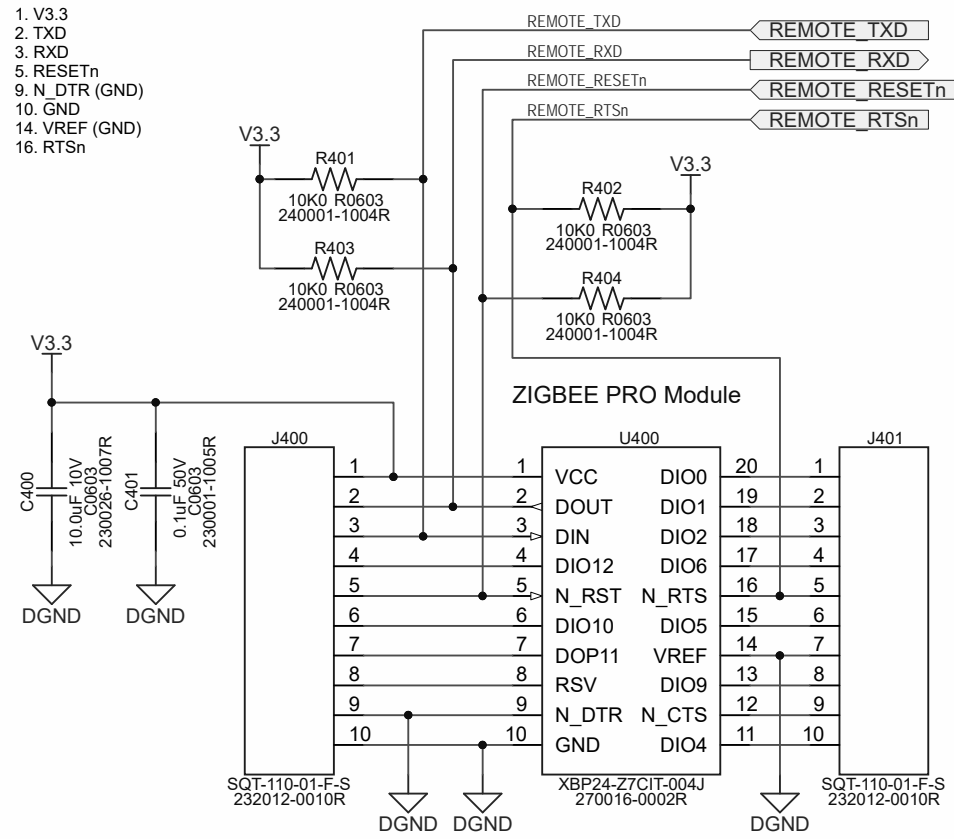 1. V3.3
2. TXD
3. RXD
5. RESETn
9. N_DTR (GND)
10. GND
14. VREF (GND)
16. RTSn
REMOTE_TXD
REMOTE_TXD
REMOTE_RXD
REMOTE_RXD
REMOTE_RESETn
REMOTE_RESETn
REMOTE_RTSn
REMOTE_RTSn
V3.3
R401
10K0 R0603
240001-1004R
R403
10K0 R0603
240001-1004R
V3.3
R402
10K0 R0603
240001-1004R
R404
10K0 R0603
240001-1004R
V3.3
C400
10.0uF 10V
C0603
230026-1007R
DGND
C401
0.1uF 50V
C0603
230001-1005R
DGND
ZIGBEE PRO Module
J400
U400
J401
1 1 VCC DIO0 20 1
2 2 DOUT DIO1 19 2
3 3 DIN DIO2 18 3
4 4 DIO12 DIO6 17 4
5 5 N_RST N_RTS 16 5
6 6 DIO10 DIO5 15 6
7 7 DOP11 VREF 14 7
8 8 RSV DIO9 13 8
9 9 N_DTR N_CTS 12 9
10 10 GND DIO4 11 10
SQT-110-01-F-S
232012-0010R
XBP24-Z7CIT-004J
270016-0002R
SQT-110-01-F-S
232012-0010R
DGND
DGND
DGND